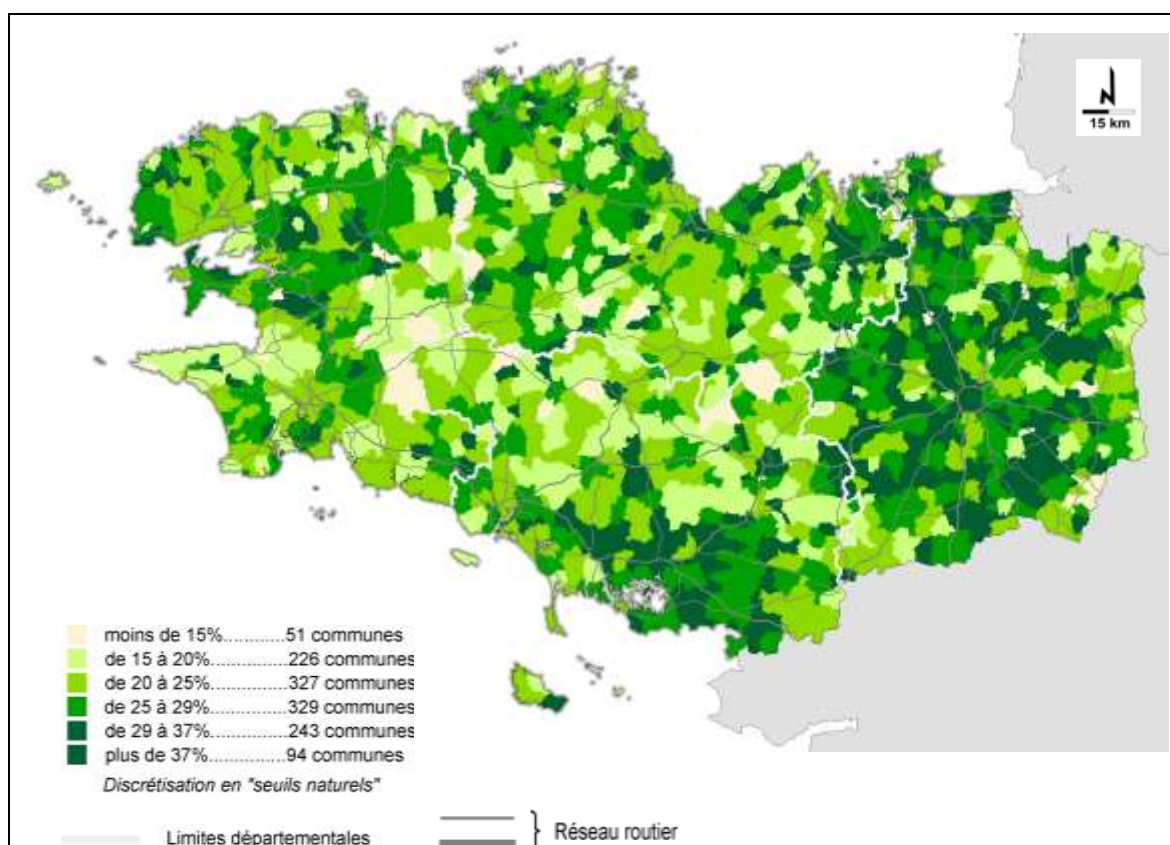 15 km
moins de 15%.............51 communes
de 15 à 20%...............226 communes
de 20 à 25%...............327 communes
de 25 à 29%...............329 communes
de 29 à 37%...............243 communes
plus de 37%................94 communes
Discrétisation en "seuils naturels"
Limites départementales
Réseau routier